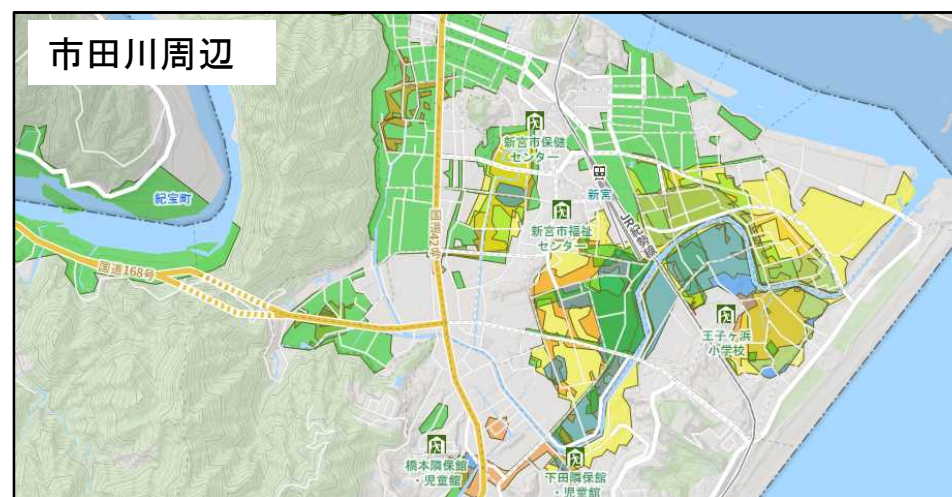 市田川周辺
新宮市保健
センター
紀宝町
新宮
国道42号
新宮市福祉
センター
JR紀勢線
国道168号
王子ヶ浜
小学校
橋本隣保館
・児童館
下田隣保館
・児童館